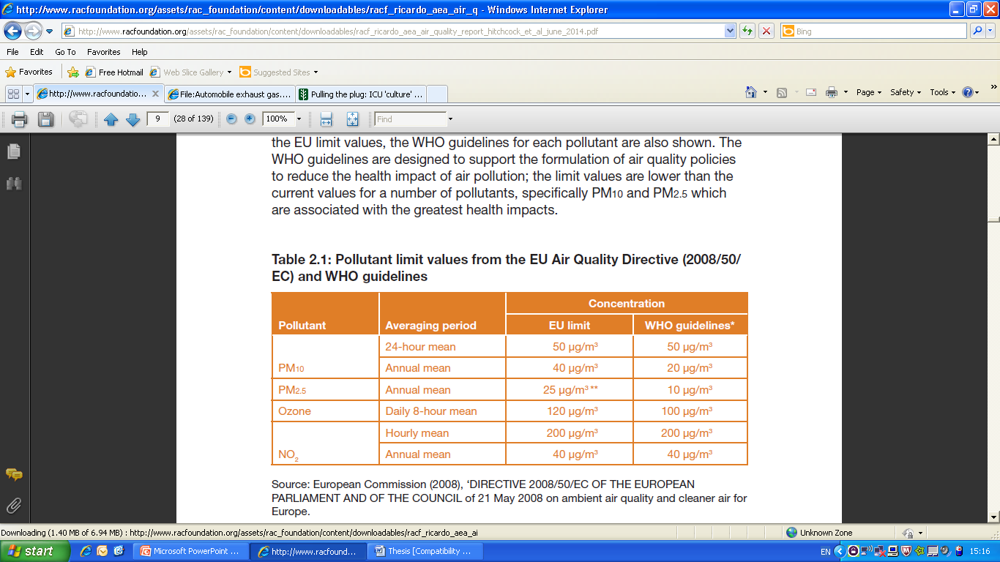 http://www.racfoundation.org/assets/rac_foundation/content/downloadables/racf_ricardo_aea_air_q - Windows Internet Explorer
http://www.racfoundation.org/assets/rac_foundation/content/downloadables/racf_ricardo_aea_air_quality_report_hitchcock_et_al_june_2014.pdf Bing
File Edit Go To Favorites Help
Favorites Free Hotmail Web Slice Gallery Suggested Sites
http://www.racfoundatio... File:Automobile exhaust gas.... Pulling the plug: ICU 'culture' ... Page Safety Tools
9 (28 of 139) 100% Find
the EU limit values, the WHO guidelines for each pollutant are also shown. The
WHO guidelines are designed to support the formulation of air quality policies
to reduce the health impact of air pollution; the limit values are lower than the
current values for a number of pollutants, specifically PM10 and PM2.5 which
are associated with the greatest health impacts.
Table 2.1: Pollutant limit values from the EU Air Quality Directive (2008/50/
EC) and WHO guidelines
Concentration
Pollutant Averaging period EU limit WHO guidelines*
24-hour mean 50 µg/m³ 50 µg/m³
PM10 Annual mean 40 µg/m³ 20 µg/m³
PM2.5 Annual mean 25 µg/m³** 10 µg/m³
Ozone Daily 8-hour mean 120 µg/m³ 100 µg/m³
Hourly mean 200 µg/m³ 200 µg/m³
NO₂ Annual mean 40 µg/m³ 40 µg/m³
Source: European Commission (2008), ‘DIRECTIVE 2008/50/EC OF THE EUROPEAN
PARLIAMENT AND OF THE COUNCIL of 21 May 2008 on ambient air quality and cleaner air for
Europe.
Downloading (1.40 MB of 6.94 MB) : http://www.racfoundation.org/assets/rac_foundation/content/downloadables/racf_ricardo_aea_ai Unknown Zone
start Microsoft PowerPoint ... http://www.racfound... Thesis [Compatibility ... EN 15:16